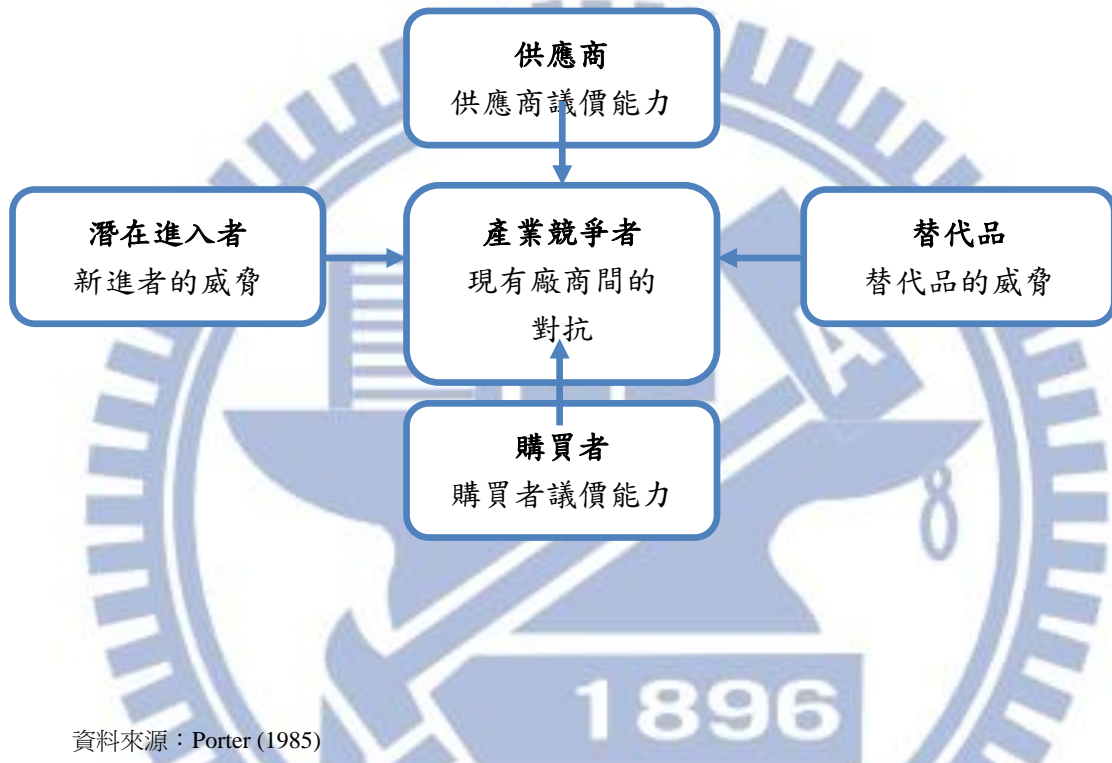 供應商
供應商議價能力
潛在進入者
新進者的威脅
產業競爭者
現有廠商間的
對抗
替代品
替代品的威脅
購買者
購買者議價能力
A
1896
資料來源：Porter (1985)